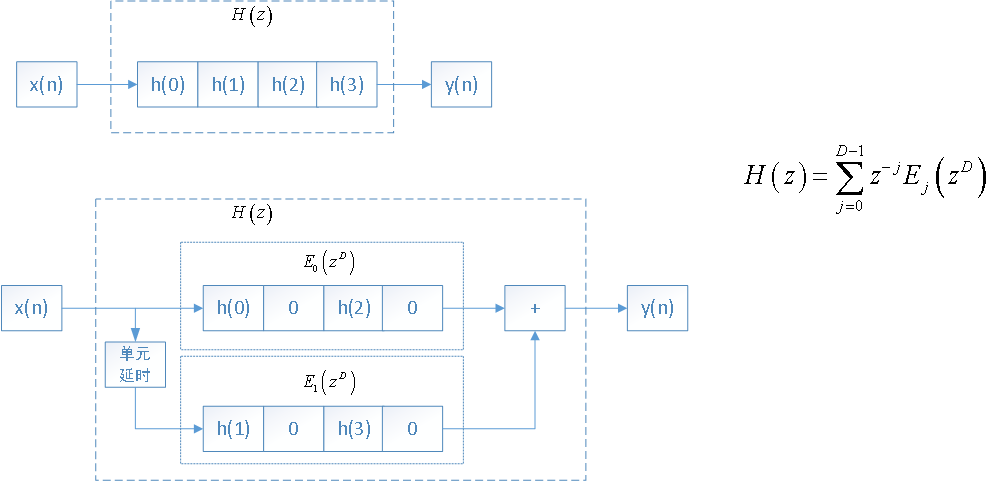 H(z)
x(n) h(0) h(1) h(2) h(3) y(n)
H(z) = \sum_{j=0}^{D-1} z^{-j} E_j(z^D)
H(z)
E_0(z^D)
x(n) h(0) 0 h(2) 0 + y(n)
单元
延时
E_1(z^D)
h(1) 0 h(3) 0